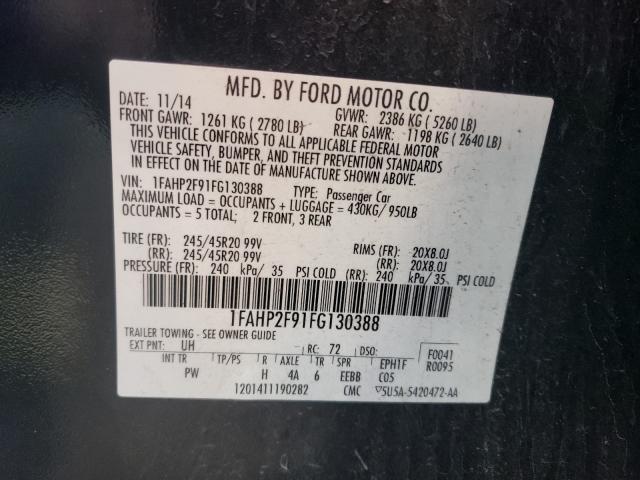 MFD. BY FORD MOTOR CO.
DATE: 11/14 GVWR: 2386 KG ( 5260 LB)
FRONT GAWR: 1261 KG ( 2780 LB) REAR GAWR: 1198 KG ( 2640 LB)
THIS VEHICLE CONFORMS TO ALL APPLICABLE FEDERAL MOTOR
VEHICLE SAFETY, BUMPER, AND THEFT PREVENTION STANDARDS
IN EFFECT ON THE DATE OF MANUFACTURE SHOWN ABOVE.
VIN: 1FAHP2F91FG130388 TYPE: Passenger Car
MAXIMUM LOAD = OCCUPANTS + LUGGAGE = 430KG/ 950LB
OCCUPANTS = 5 TOTAL; 2 FRONT, 3 REAR
TIRE (FR): 245/45R20 99V RIMS (FR): 20X8.0J
(RR): 245/45R20 99V (RR): 20X8.0J
PRESSURE (FR): 240 kPa/ 35 PSI COLD (RR): 240 kPa/ 35 PSI COLD
1FAHP2F91FG130388
TRAILER TOWING - SEE OWNER GUIDE
EXT PNT: UH RC: 72 DSO: F0041
INT TR TP/PS R AXLE TR SPR EPH1F R0095
PW H 4A 6 EEBB C05
1201411190282 CMC 5U5A-5420472-AA